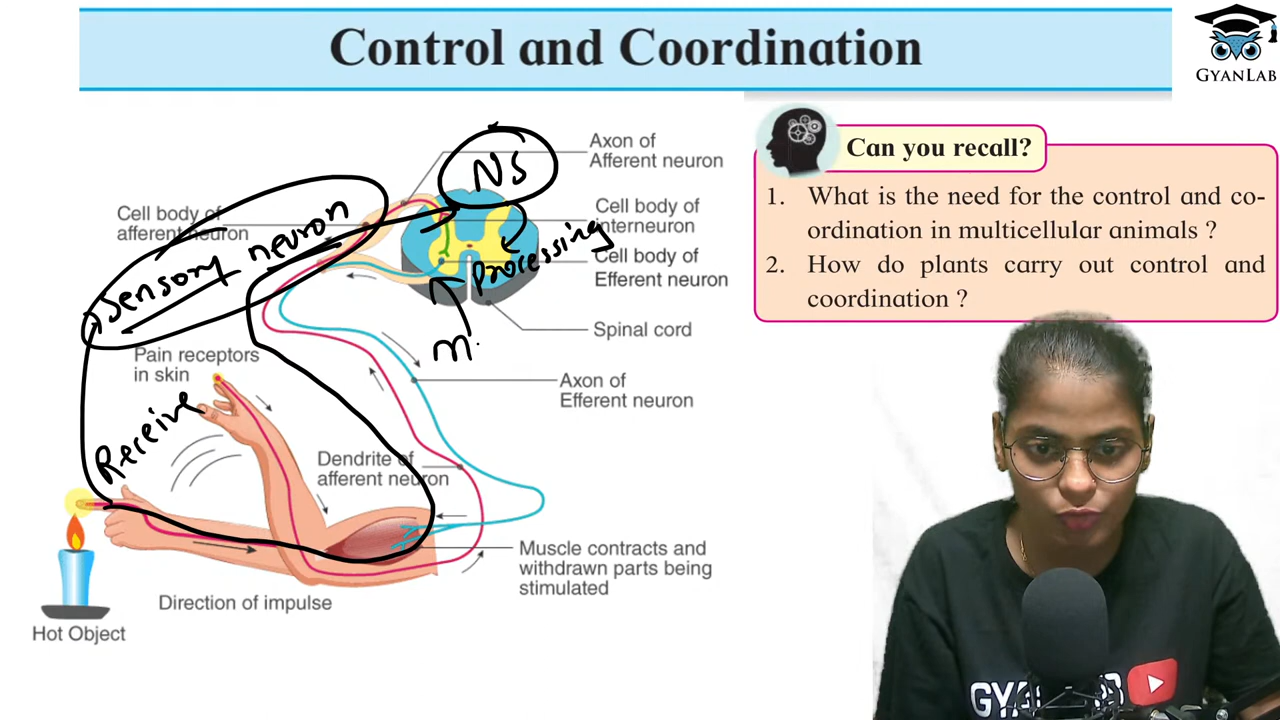 Control and Coordination
GYANLAB
Can you recall?
1. What is the need for the control and co-
ordination in multicellular animals ?
2. How do plants carry out control and
coordination ?
Axon of
Afferent neuron
NS
Cell body of
afferent neuron
Sensory neuron
Cell body of
interneuron
Processing
Cell body of
Efferent neuron
Spinal cord
m
Pain receptors
in skin
Axon of
Efferent neuron
Receive
Dendrite of
afferent neuron
Muscle contracts and
withdrawn parts being
stimulated
Direction of impulse
Hot Object